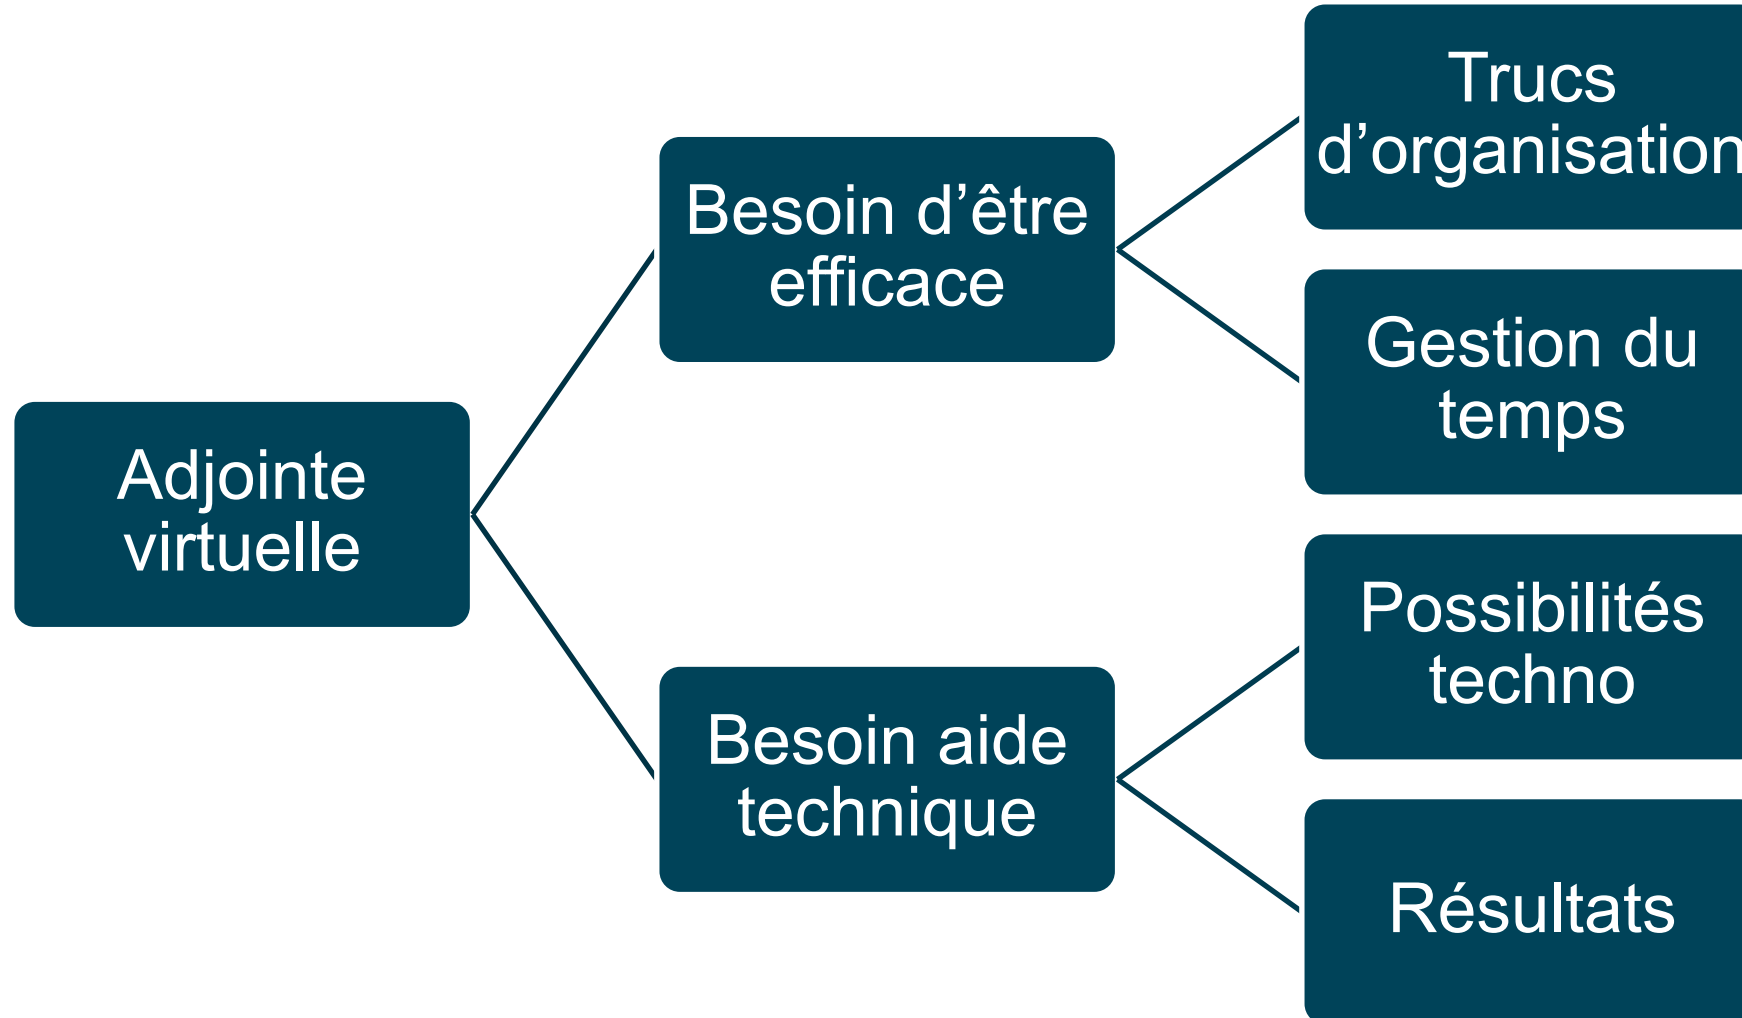 Adjointe
virtuelle
Besoin d’être
efficace
Trucs
d’organisation
Gestion du
temps
Besoin aide
technique
Possibilités
techno
Résultats